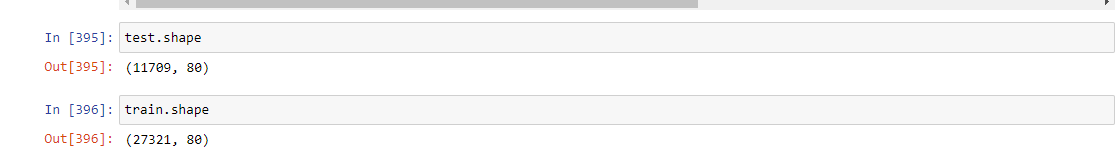 In [395]: test.shape
Out[395]: (11709, 80)
In [396]: train.shape
Out[396]: (27321, 80)